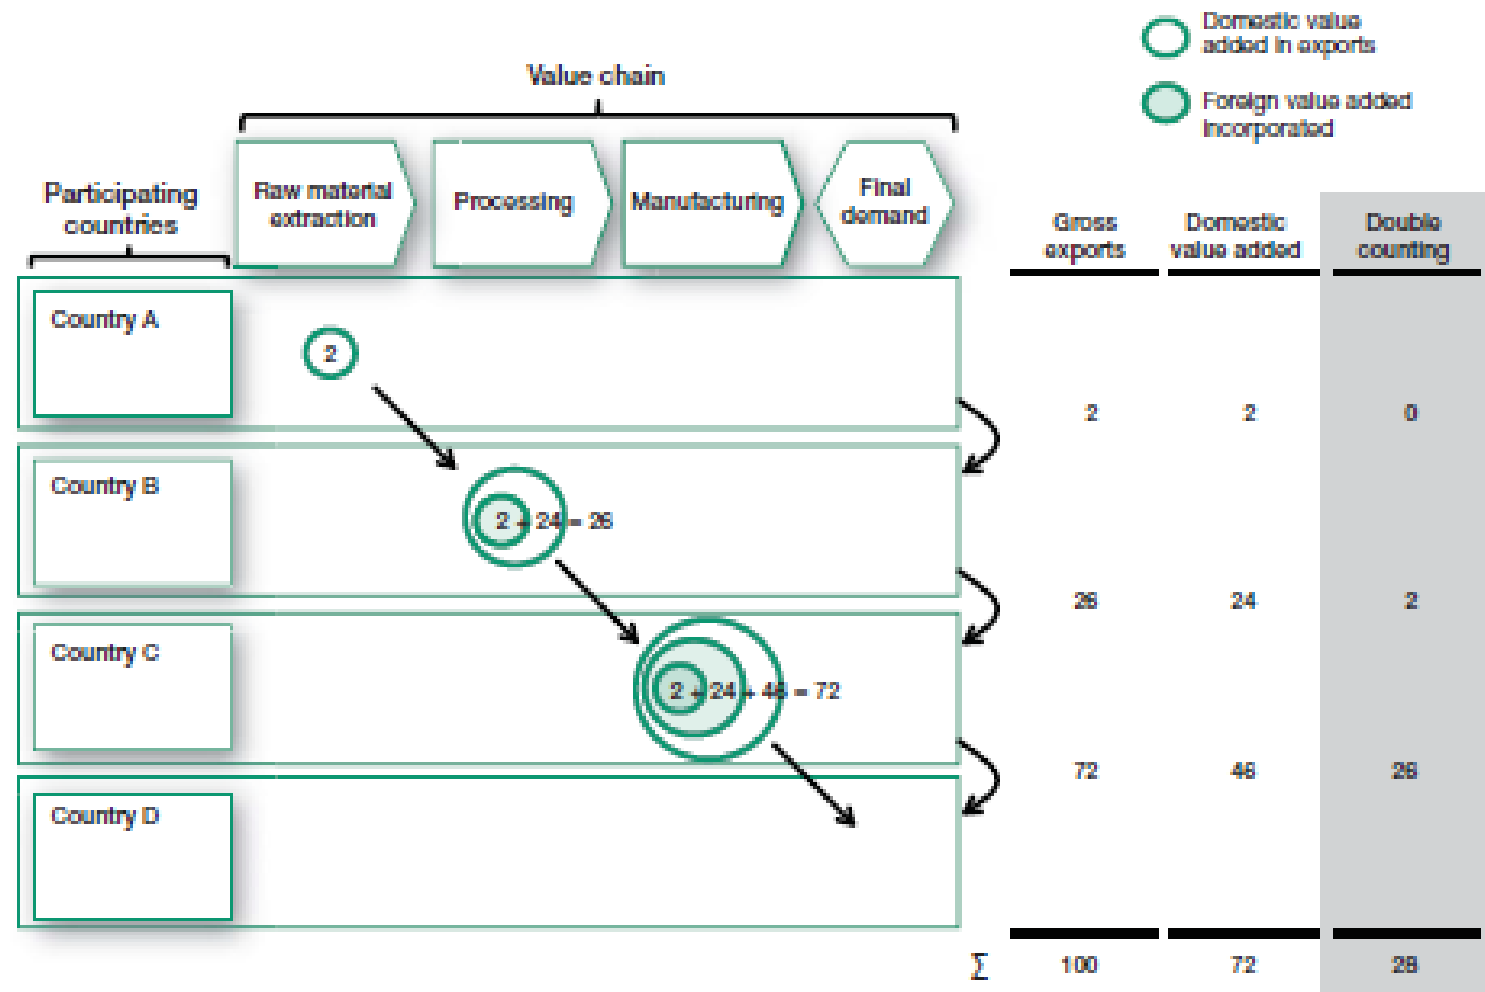 Domestic value
added in exports
Foreign value added
incorporated
Value chain
Participating
countries
Raw material
extraction
Processing
Manufacturing
Final
demand
Gross
exports
Domestic
value added
Double
counting
Country A
2
2 2 0
Country B
2 + 24 = 26
26 24 2
Country C
2 + 24 + 46 = 72
72 46 26
Country D
∑ 100 72 28